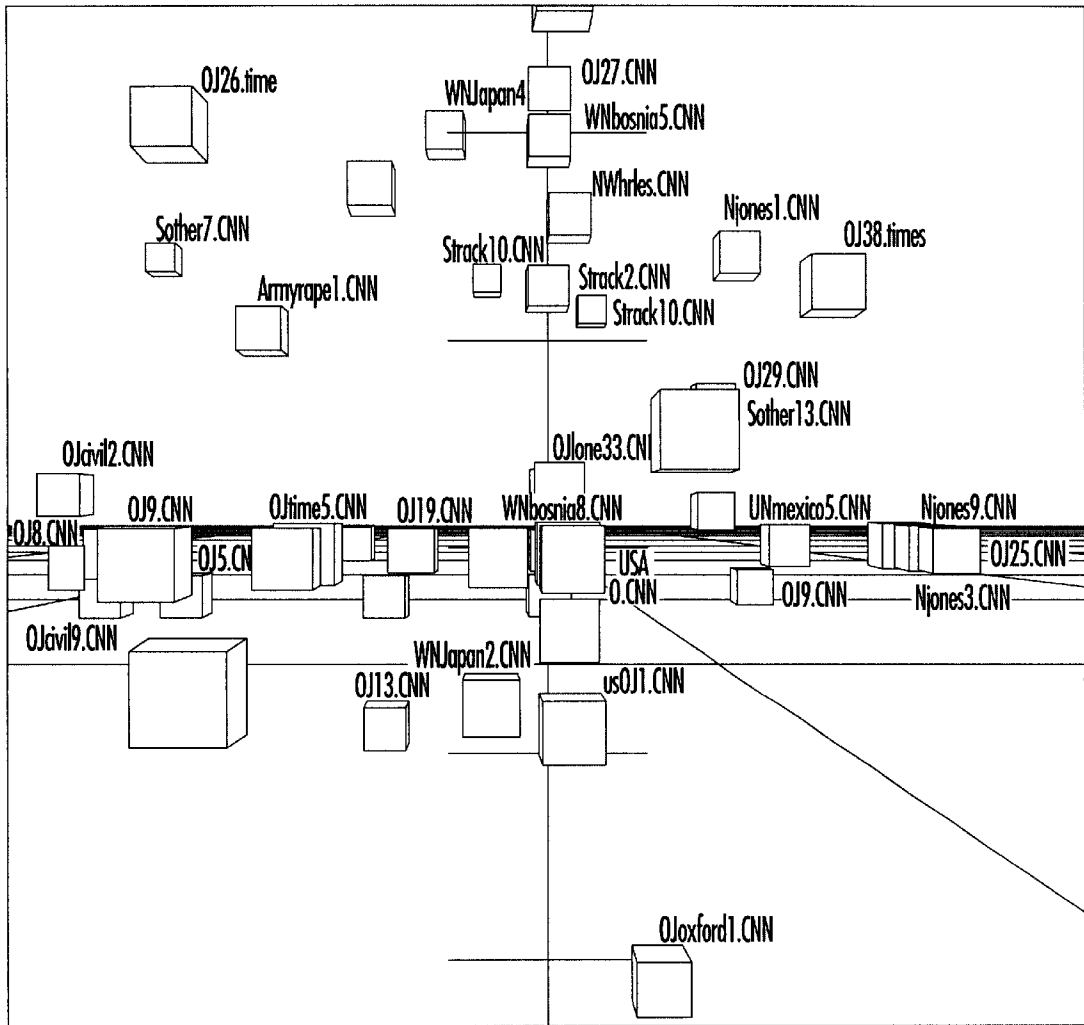 OJ26.time
OJ27.CNN
WNJapan4
WNbosnia5.CNN
NWhrles.CNN
Njones1.CNN
Sother7.CNN
OJ38.times
Strack10.CNN
Strack2.CNN
Armyrape1.CNN
Strack10.CNN
OJ29.CNN
Sother13.CNN
OJlone33.CNI
OJcivil2.CNN
OJ9.CNN
OJtime5.CNN
OJ19.CNN
WNbosnia8.CNN
UNmexico5.CNN
Njones9.CNN
OJ8.CNN
OJ5.CN
USA
OJ25.CNN
O.CNN
OJ9.CNN
Njones3.CNN
OJcivil9.CNN
WNJapan2.CNN
OJ13.CNN
usOJ1.CNN
OJoxford1.CNN